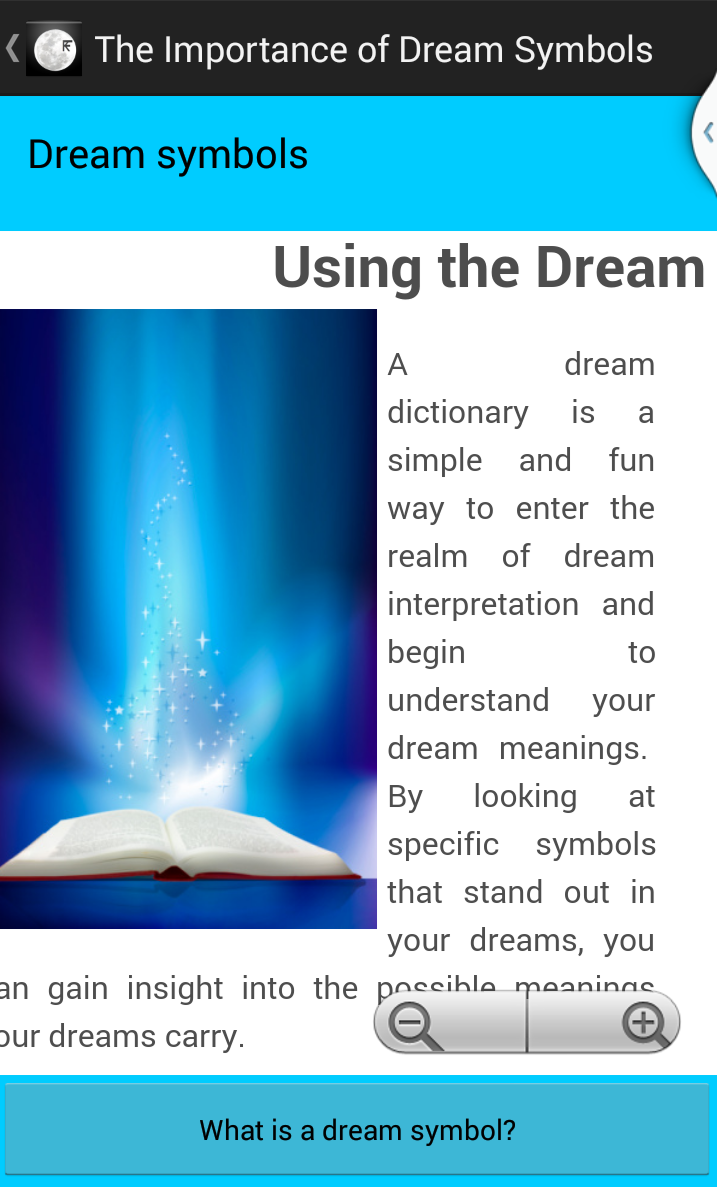 The Importance of Dream Symbols
Dream symbols
Using the Dream
A dream
dictionary is a
simple and fun
way to enter the
realm of dream
interpretation and
begin to
understand your
dream meanings.
By looking at
specific symbols
that stand out in
your dreams, you
an gain insight into the possible meanings
our dreams carry.
What is a dream symbol?